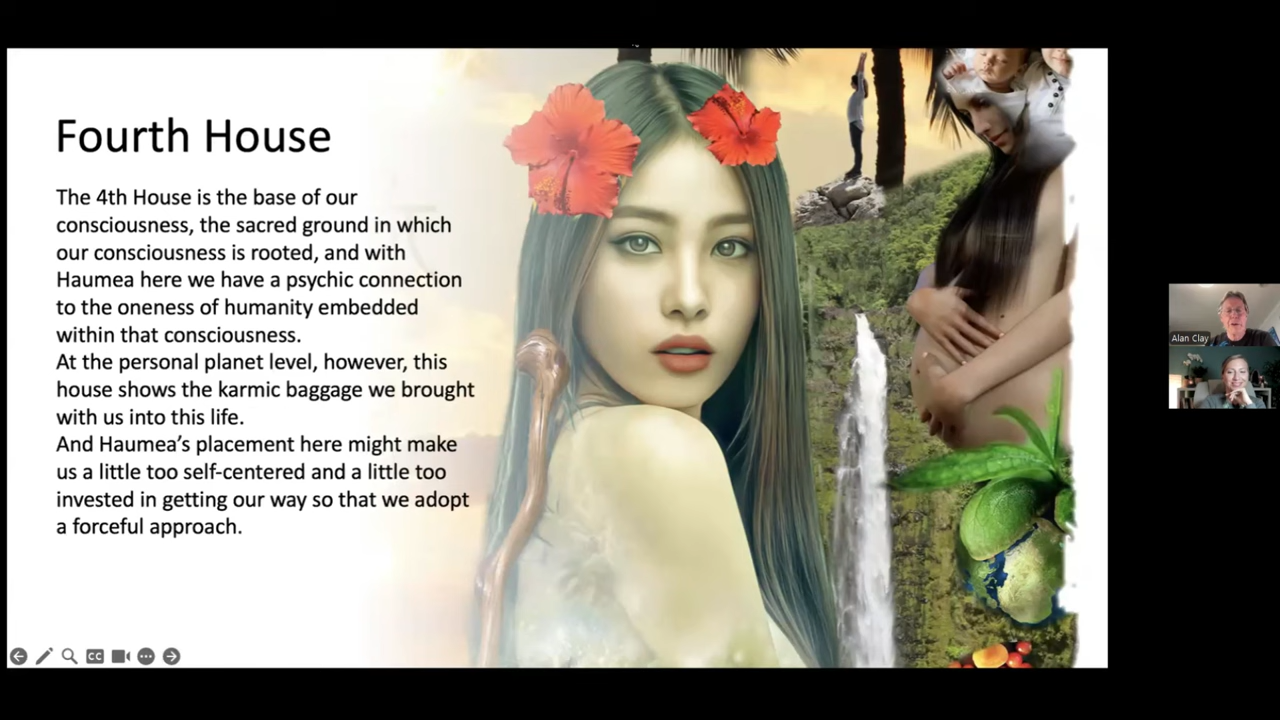 Fourth House
The 4th House is the base of our
consciousness, the sacred ground in which
our consciousness is rooted, and with
Haumea here we have a psychic connection
to the oneness of humanity embedded
within that consciousness.
At the personal planet level, however, this
house shows the karmic baggage we brought
with us into this life.
And Haumea’s placement here might make
us a little too self-centered and a little too
invested in getting our way so that we adopt
a forceful approach.
CC
Alan Clay